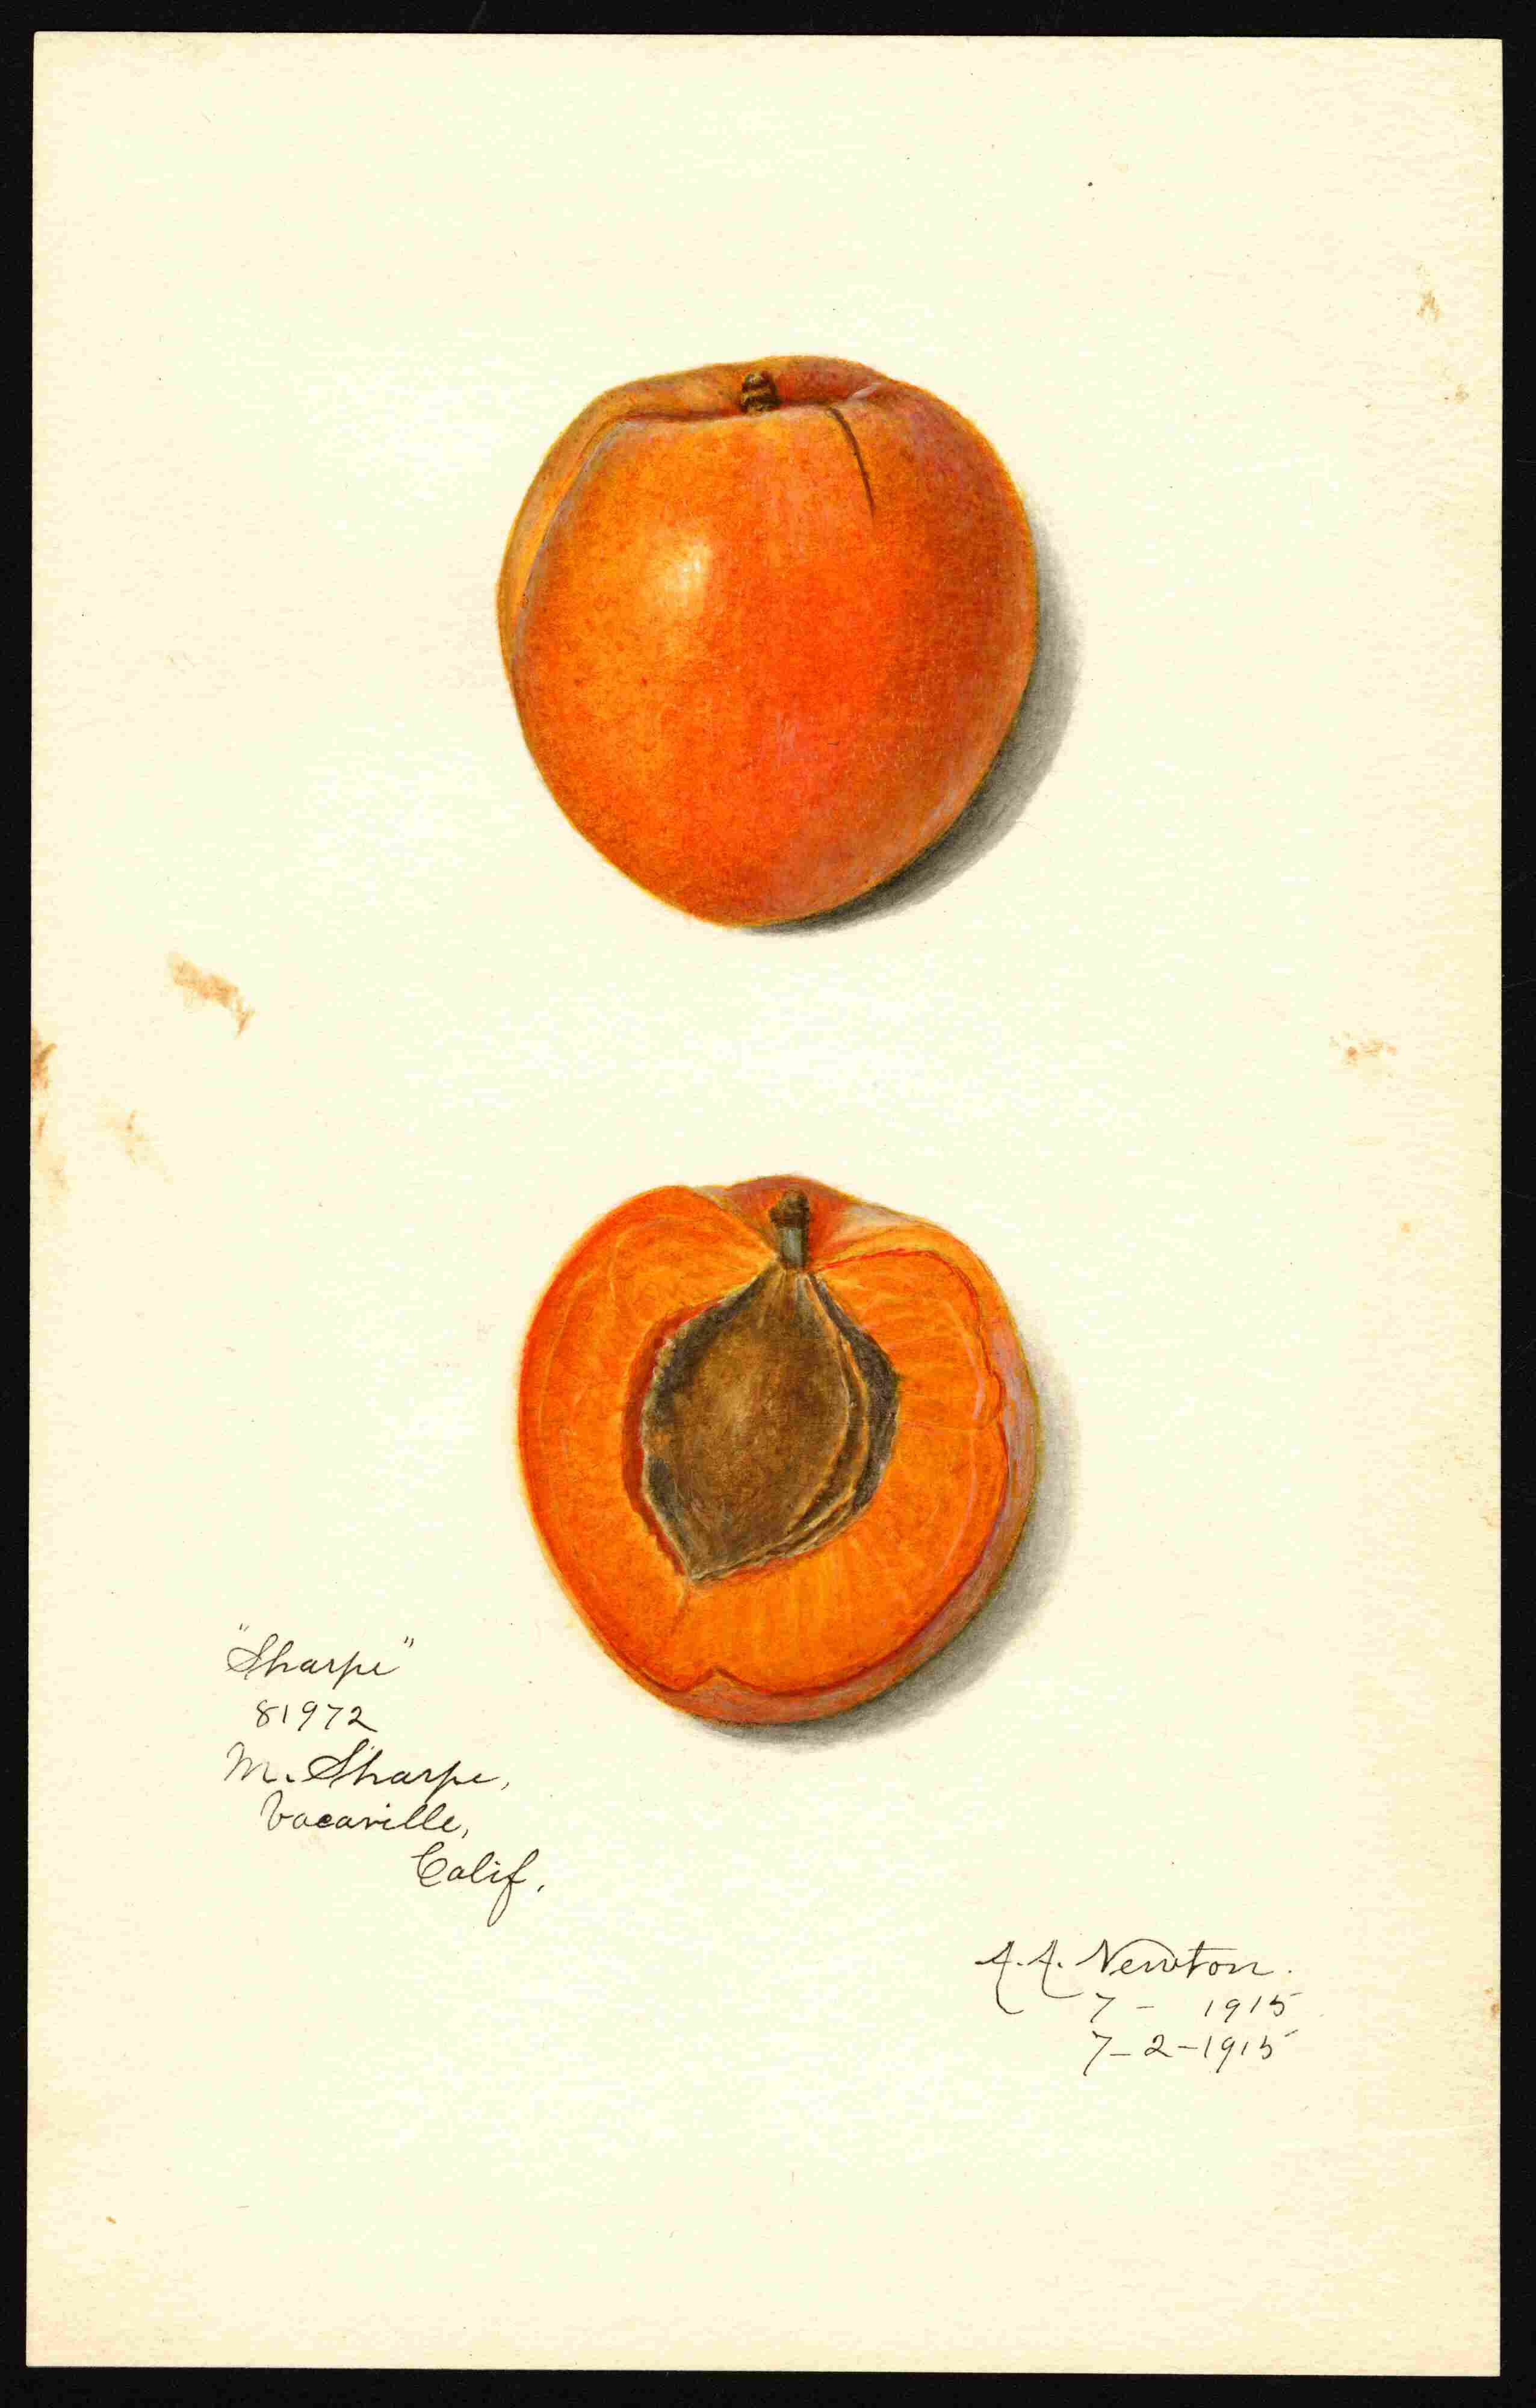 "Sharpe"
81972
M. Sharpe,
Vacaville,
Calif.
A.A. Newton.
7 - 1915
7-2-1915